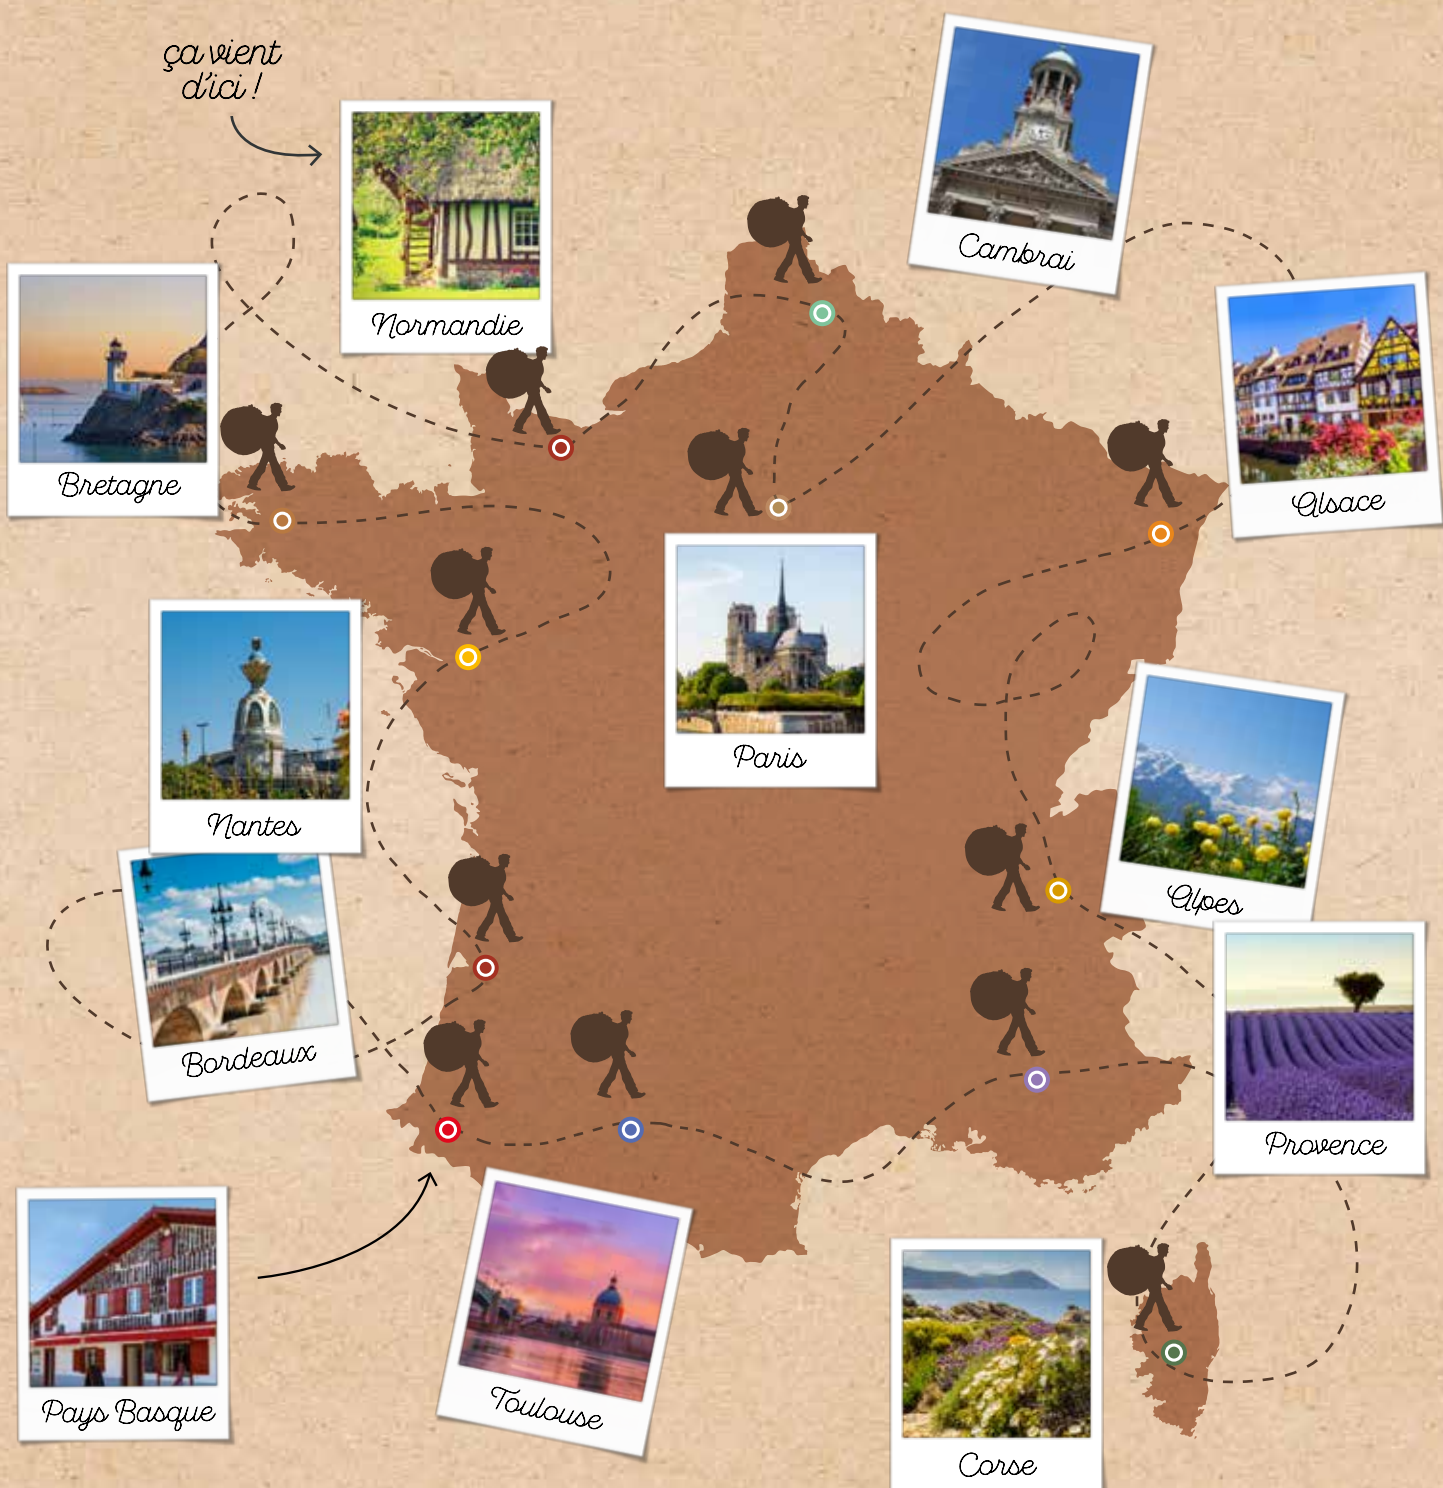 ça vient
d'ici !
Cambrai
Normandie
Alsace
Bretagne
Paris
Nantes
Alpes
Bordeaux
Provence
Toulouse
Pays Basque
Corse